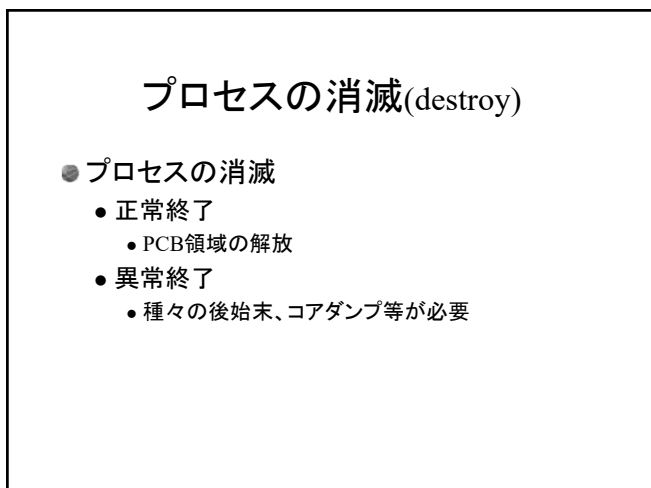 プロセスの消滅(destroy)
プロセスの消滅
正常終了
PCB領域の解放
異常終了
種々の後始末、コアダンプ等が必要